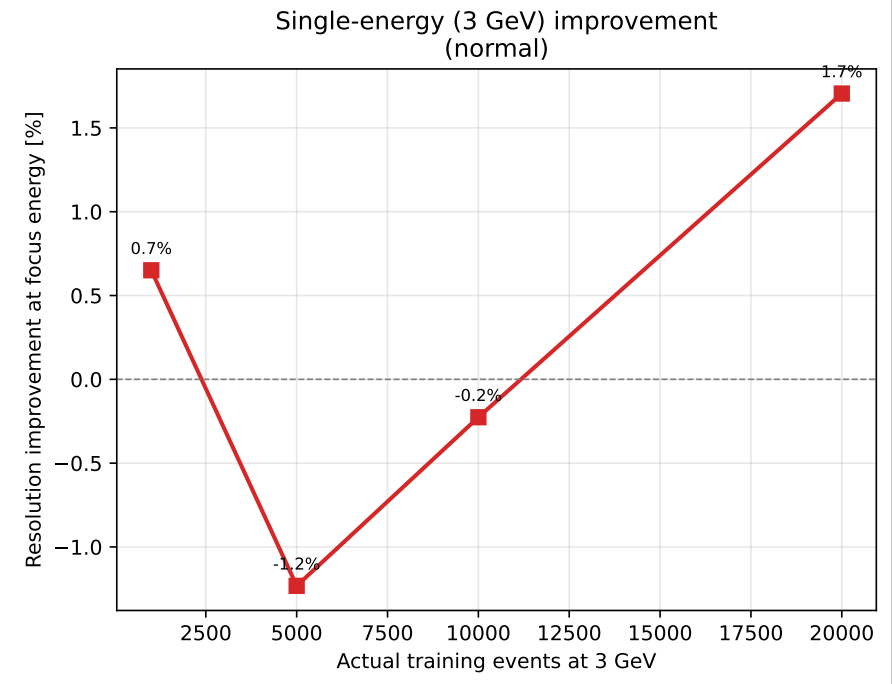 Single-energy (3 GeV) improvement
(normal)
Resolution improvement at focus energy [%]
1.5
1.0
0.5
0.0
−0.5
−1.0
0.7%
-1.2%
-0.2%
1.7%
2500 5000 7500 10000 12500 15000 17500 20000
Actual training events at 3 GeV